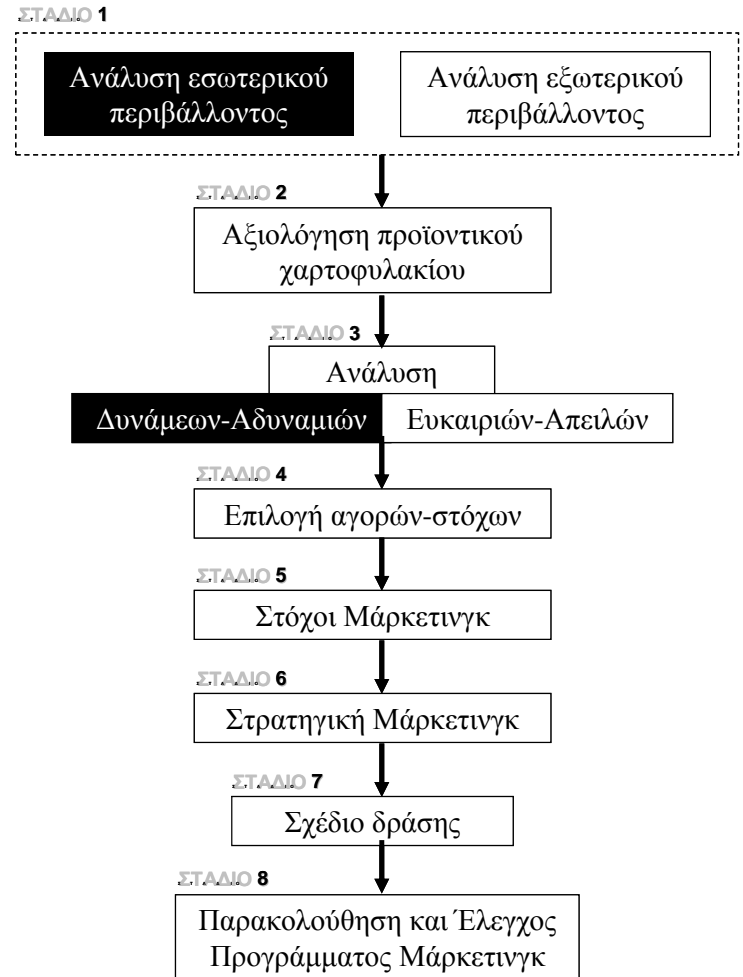 ΣΤΑΔΙΟ 1
Ανάλυση εσωτερικού
περιβάλλοντος
Ανάλυση εξωτερικού
περιβάλλοντος
ΣΤΑΔΙΟ 2
Αξιολόγηση προϊοντικού
χαρτοφυλακίου
ΣΤΑΔΙΟ 3
Ανάλυση
Δυνάμεων-Αδυναμιών
Ευκαιριών-Απειλών
ΣΤΑΔΙΟ 4
Επιλογή αγορών-στόχων
ΣΤΑΔΙΟ 5
Στόχοι Μάρκετινγκ
ΣΤΑΔΙΟ 6
Στρατηγική Μάρκετινγκ
ΣΤΑΔΙΟ 7
Σχέδιο δράσης
ΣΤΑΔΙΟ 8
Παρακολούθηση και Έλεγχος
Προγράμματος Μάρκετινγκ